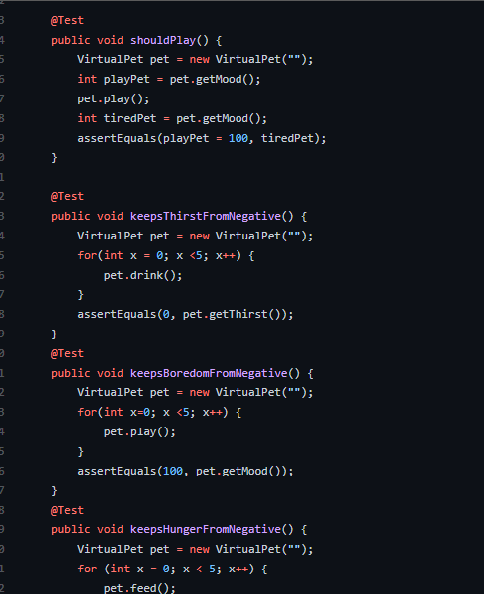 @Test
public void shouldPlay() {
VirtualPet pet = new VirtualPet("");
int playPet = pet.getMood();
pet.play();
int tiredPet = pet.getMood();
assertEquals(playPet = 100, tiredPet);
}
@Test
public void keepsThirstFromNegative() {
VirtualPet pet = new VirtualPet("");
for(int x = 0; x <5; x++) {
pet.drink();
}
assertEquals(0, pet.getThirst());
}
@Test
public void keepsBoredomFromNegative() {
VirtualPet pet = new VirtualPet("");
for(int x=0; x <5; x++) {
pet.play();
}
assertEquals(100, pet.getMood());
}
@Test
public void keepsHungerFromNegative() {
VirtualPet pet = new VirtualPet("");
for (int x = 0; x < 5; x++) {
pet.feed();